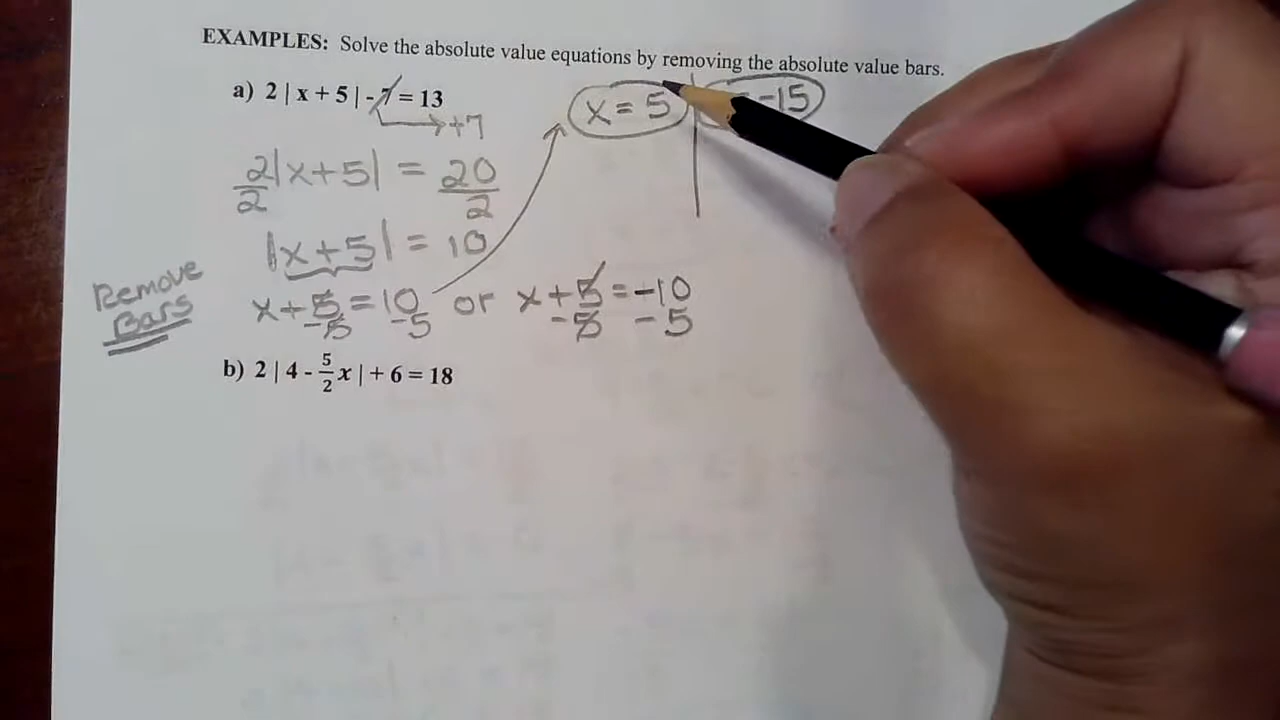 EXAMPLES: Solve the absolute value equations by removing the absolute value bars.
a) 2 | x + 5 | - 7 = 13
+7
x = 5
-15
2|x+5| = 20
2 2
|x+5| = 10
Remove Bars
x+5 = 10 or x+5 = -10
-5 -5 -5 -5
b) 2 | 4 - 5/2 x | + 6 = 18